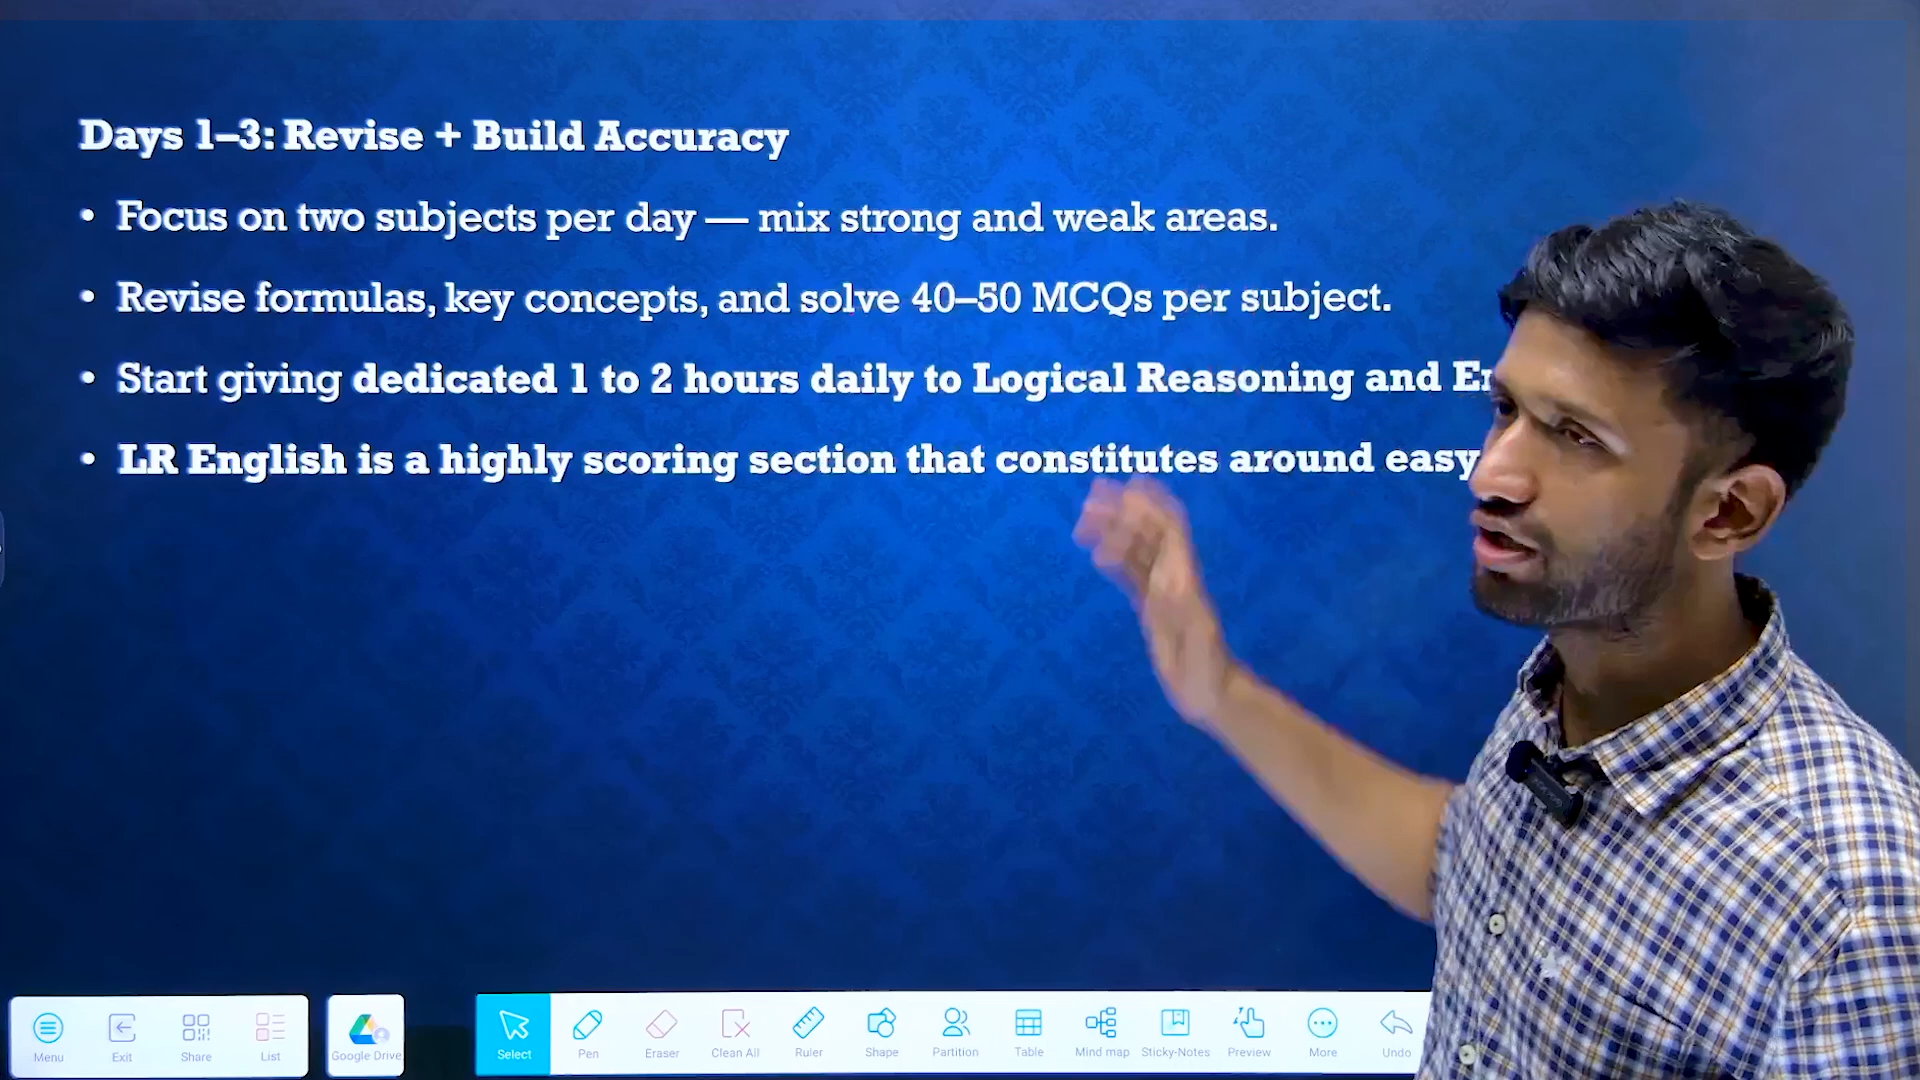 Days 1–3: Revise + Build Accuracy
• Focus on two subjects per day — mix strong and weak areas.
• Revise formulas, key concepts, and solve 40–50 MCQs per subject.
• Start giving dedicated 1 to 2 hours daily to Logical Reasoning and
• LR English is a highly scoring section that constitutes around easy
Menu Exit Share List Google Drive Select Pen Eraser Clean All Ruler Shape Partition Table Mind map Sticky-Notes Preview More Undo